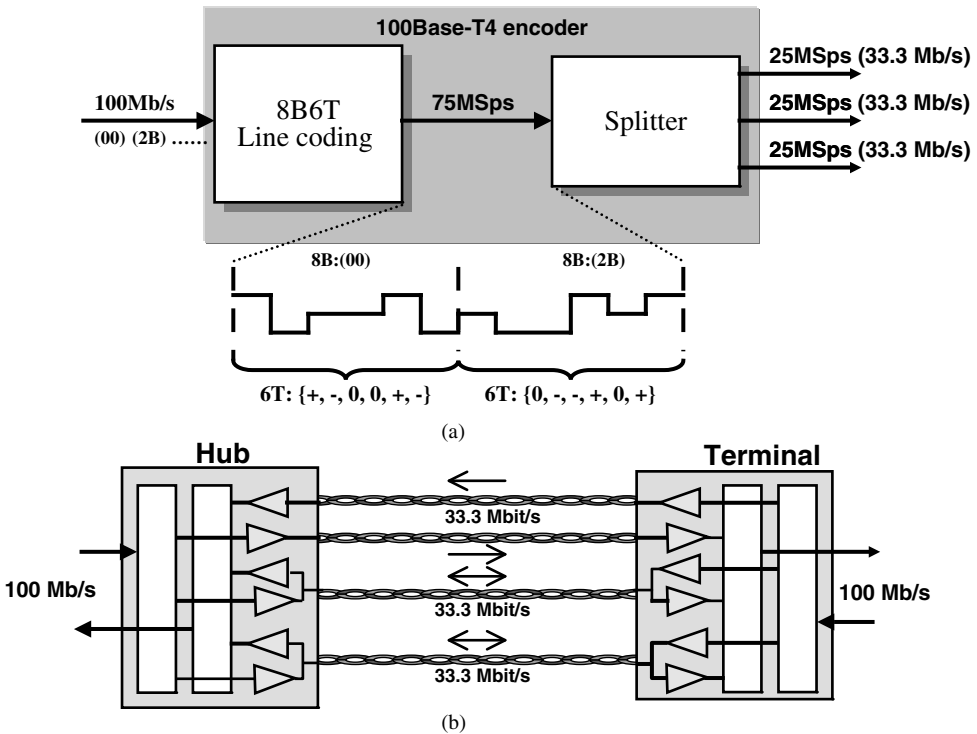 100Base-T4 encoder
25MSps (33.3 Mb/s)
100Mb/s
8B6T
Line coding
75MSps
Splitter
25MSps (33.3 Mb/s)
(00) (2B) ......
25MSps (33.3 Mb/s)
8B:(00)
8B:(2B)
6T: {+, -, 0, 0, +, -}
6T: {0, -, -, +, 0, +}
(a)
Hub
Terminal
33.3 Mbit/s
100 Mb/s
33.3 Mbit/s
100 Mb/s
33.3 Mbit/s
(b)